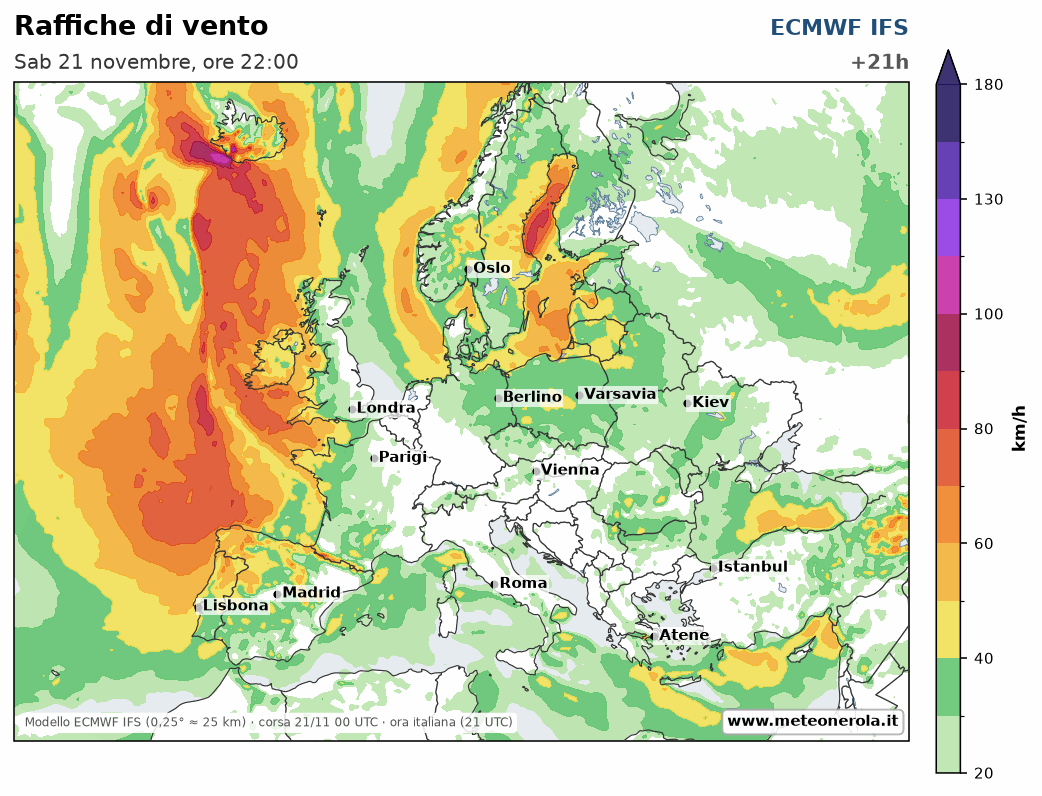 Raffiche di vento
ECMWF IFS
Sab 21 novembre, ore 22:00
+21h
180
130
100
80
60
40
20
km/h
Oslo
Berlino
Varsavia
Kiev
Londra
Parigi
Vienna
Istanbul
Roma
Madrid
Lisbona
Atene
Modello ECMWF IFS (0,25° ≈ 25 km) · corsa 21/11 00 UTC · ora italiana (21 UTC)
www.meteonerola.it